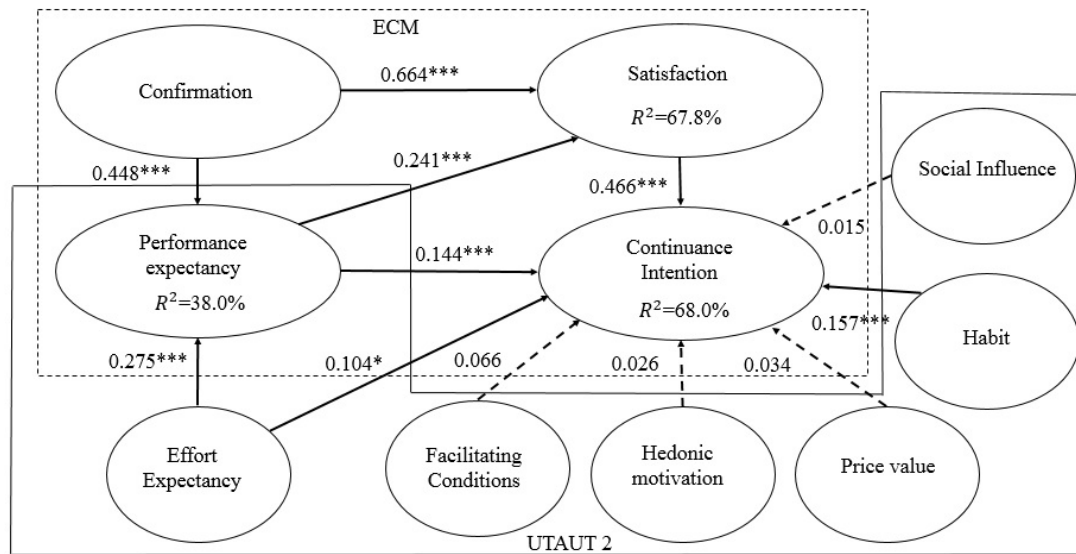 ECM
0.664***
Confirmation
Satisfaction
R²=67.8%
0.448***
0.241***
0.466***
Social Influence
0.015
Performance
expectancy
R²=38.0%
0.144***
Continuance
Intention
R²=68.0%
0.157***
Habit
0.275***
0.104*
0.066
0.026
0.034
Effort
Expectancy
Facilitating
Conditions
Hedonic
motivation
Price value
UTAUT 2